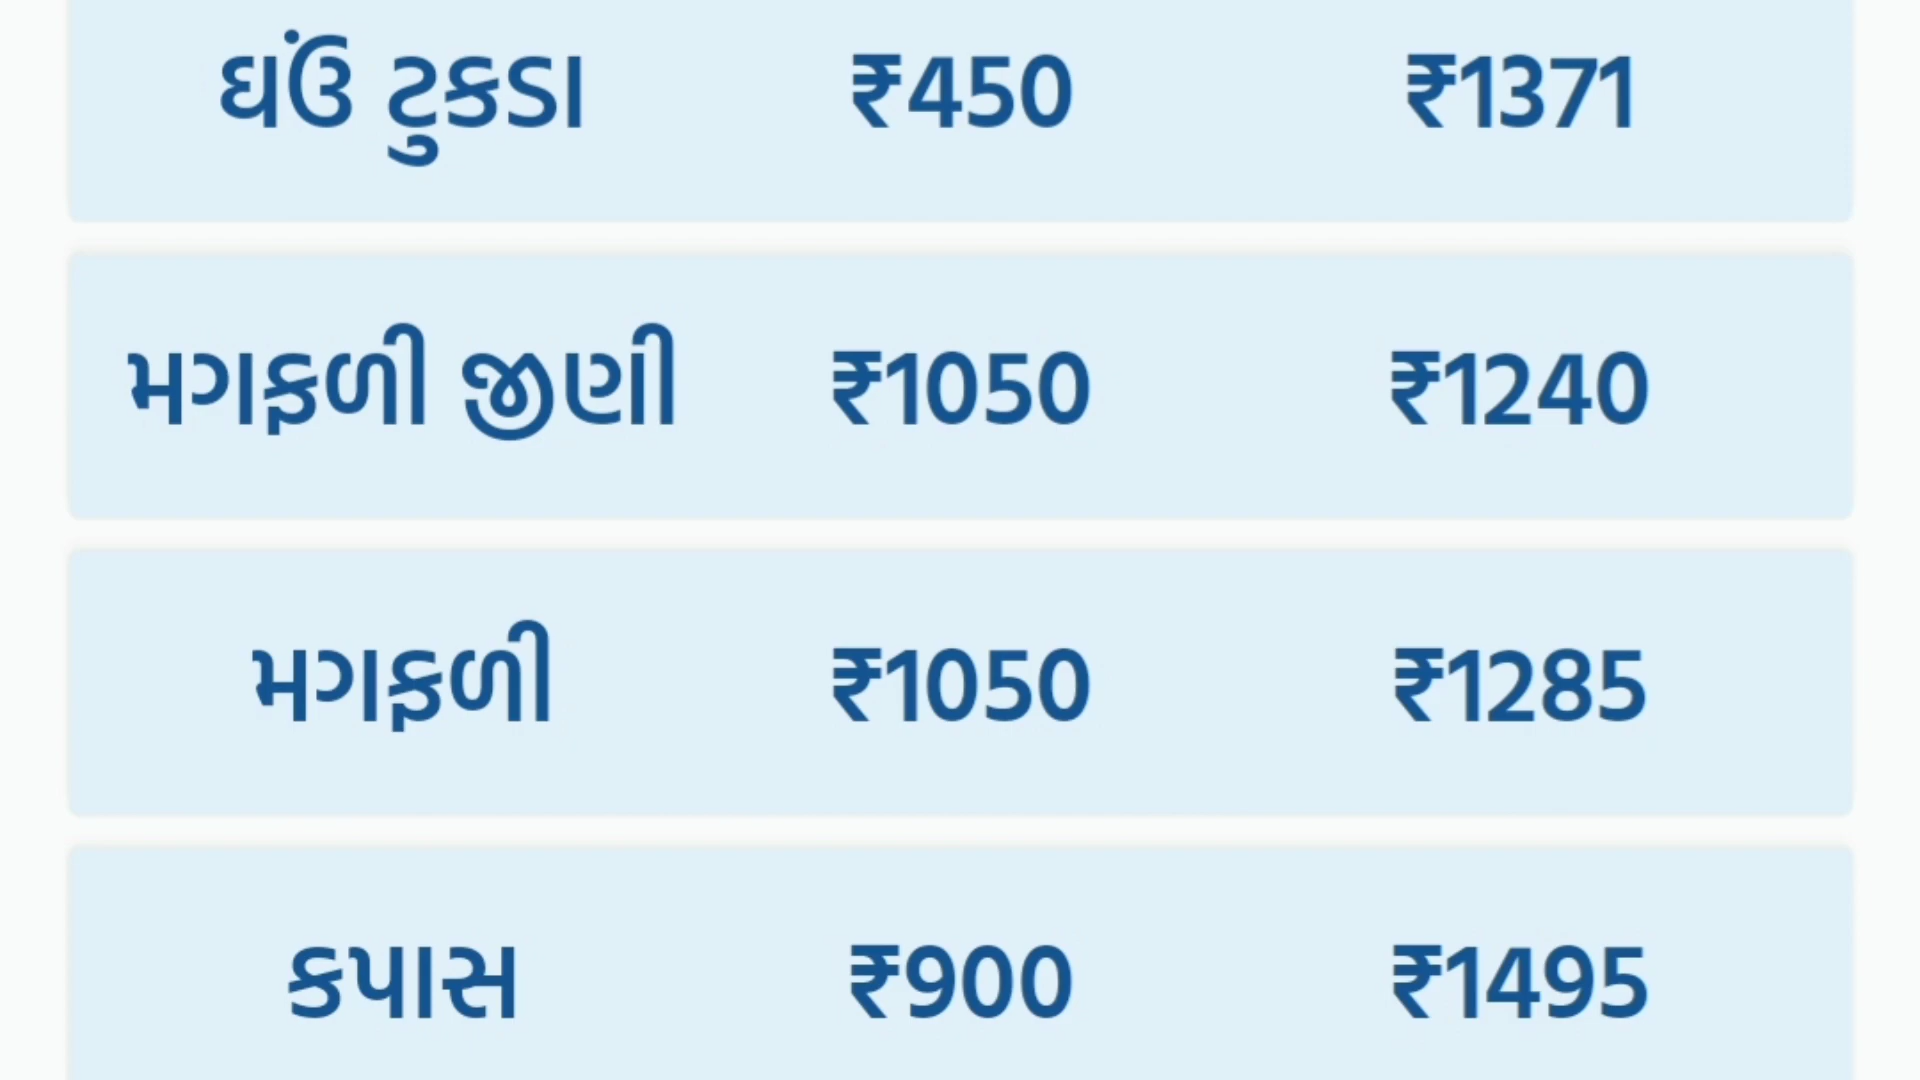 ઘઉં ટુકડા ₹450 ₹1371
મગફળી જીણી ₹1050 ₹1240
મગફળી ₹1050 ₹1285
કપાસ ₹900 ₹1495